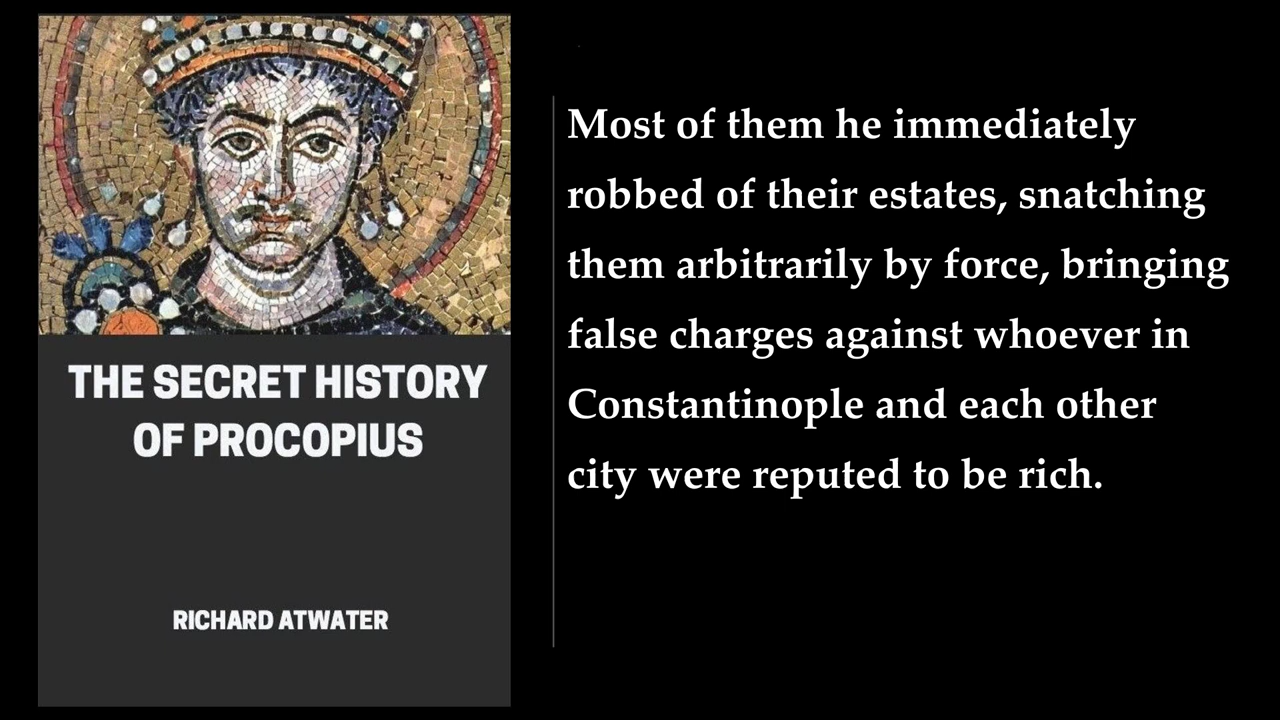 THE SECRET HISTORY
OF PROCOPIUS
RICHARD ATWATER
Most of them he immediately
robbed of their estates, snatching
them arbitrarily by force, bringing
false charges against whoever in
Constantinople and each other
city were reputed to be rich.